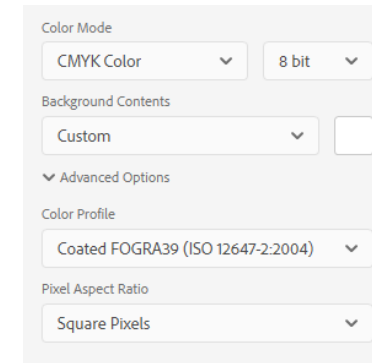 Color Mode
CMYK Color 8 bit
Background Contents
Custom
Advanced Options
Color Profile
Coated FOGRA39 (ISO 12647-2:2004)
Pixel Aspect Ratio
Square Pixels